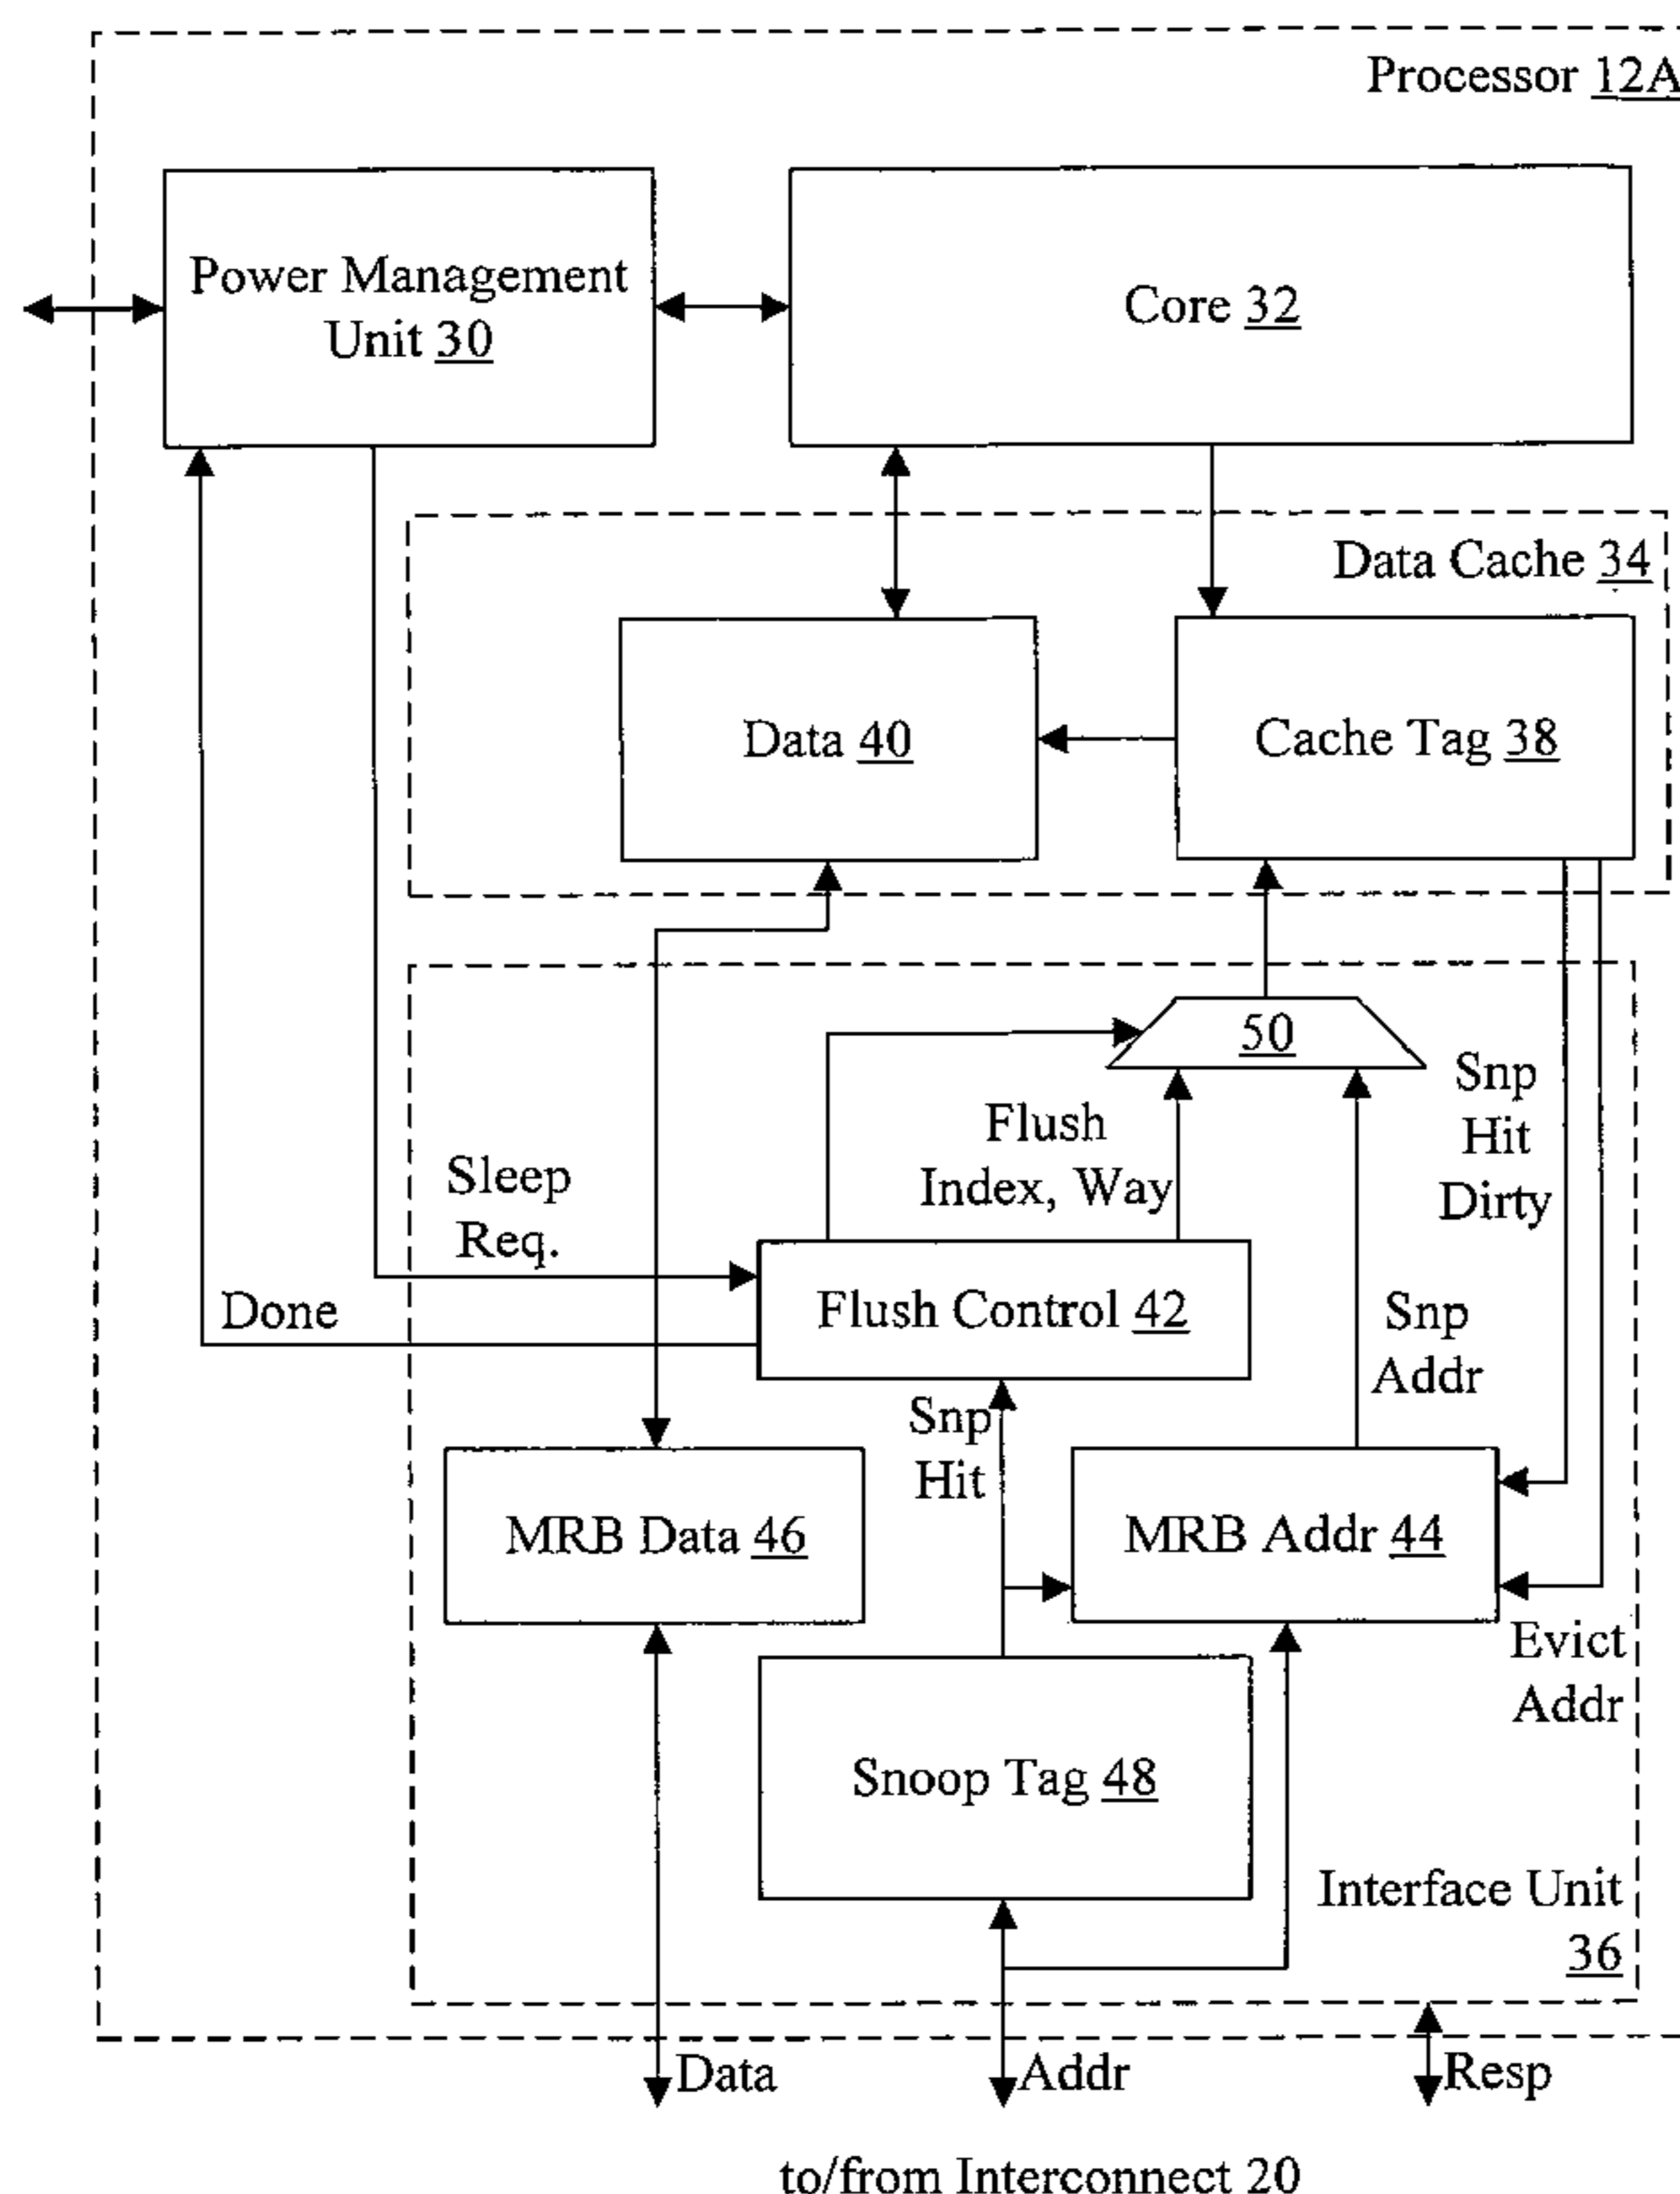 Processor 12A
Power Management
Unit 30
Core 32
Data Cache 34
Data 40
Cache Tag 38
50
Snp
Hit
Dirty
Flush
Index, Way
Sleep
Req.
Flush Control 42
Done
Snp
Addr
Snp
Hit
MRB Data 46
MRB Addr 44
Evict
Addr
Snoop Tag 48
Interface Unit
36
Data
Addr
Resp
to/from Interconnect 20